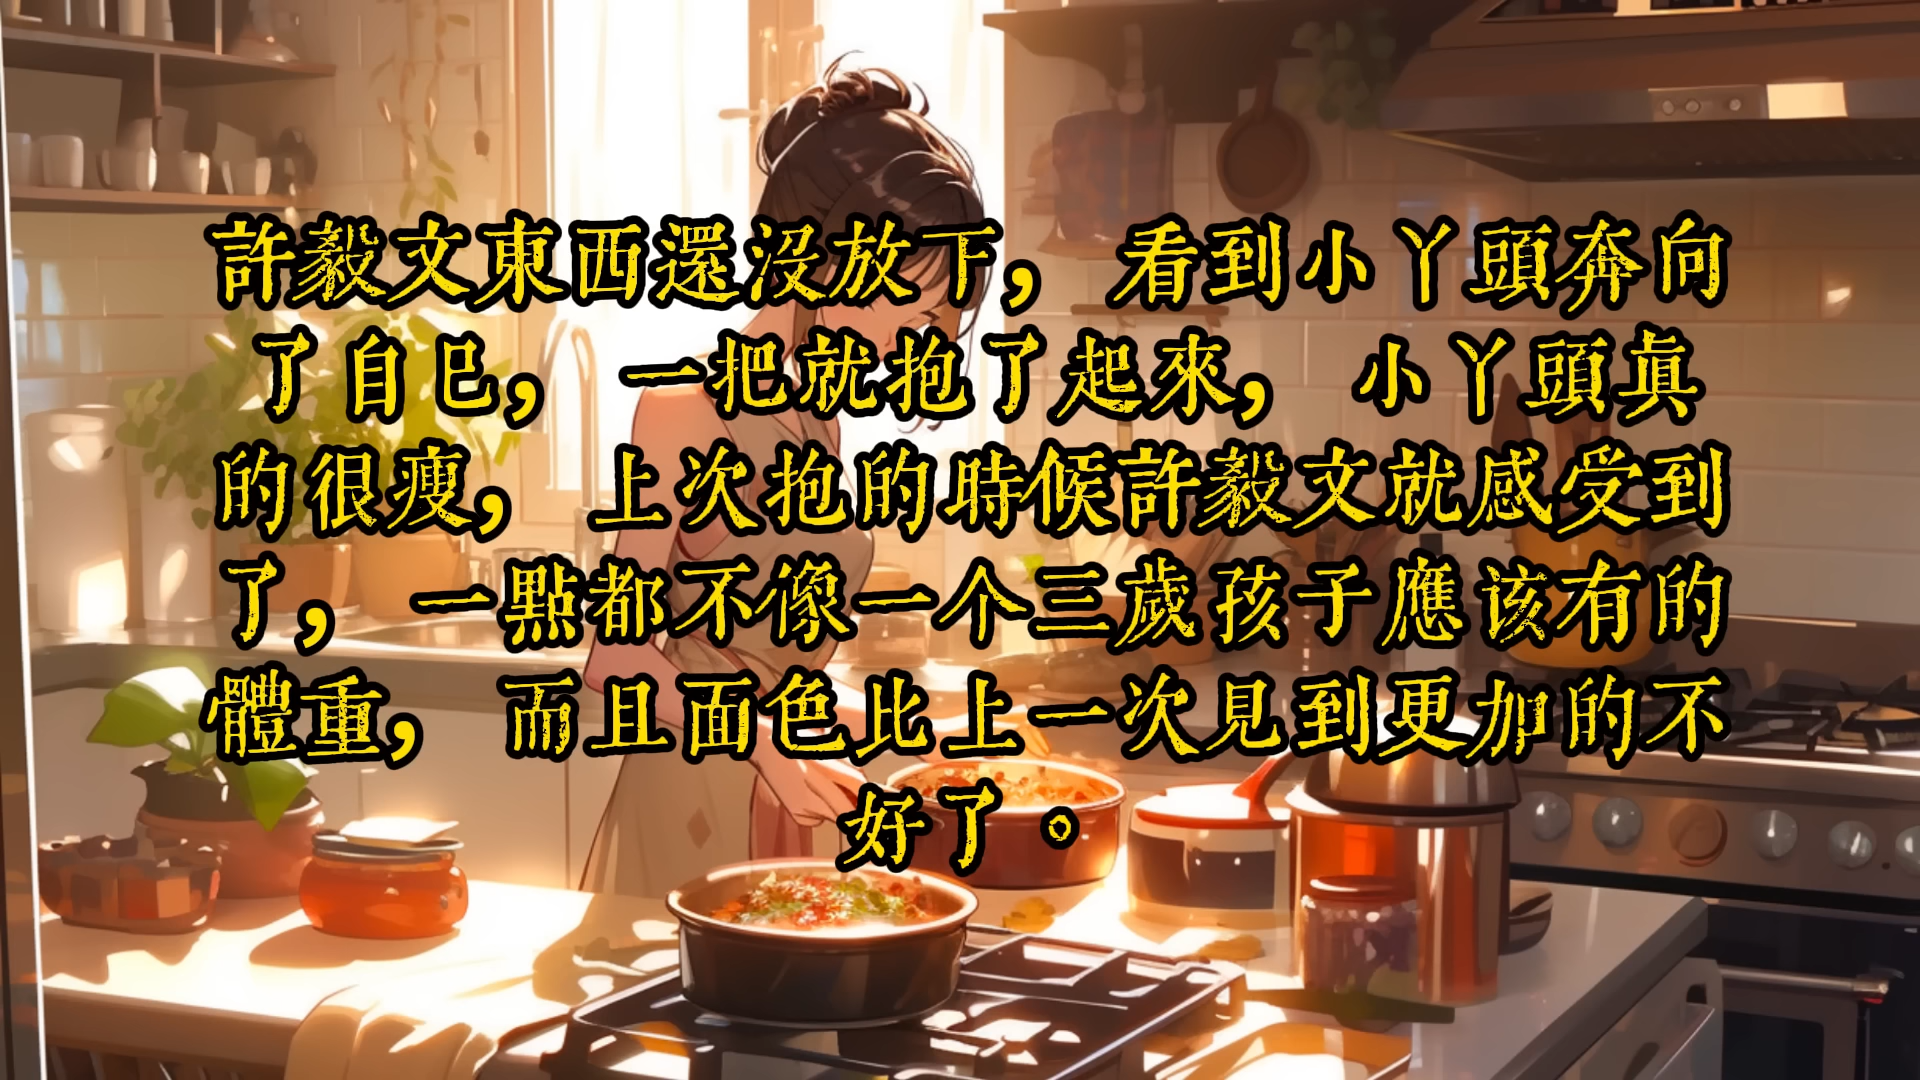 許毅文東西還沒放下，看到小丫頭奔向
了自已，一把就抱了起來，小丫頭真
的很瘦，上次抱的時候許毅文就感受到
了，一點都不像一个三歲孩子應该有的
體重，而且面色比上一次見到更加的不
好了。